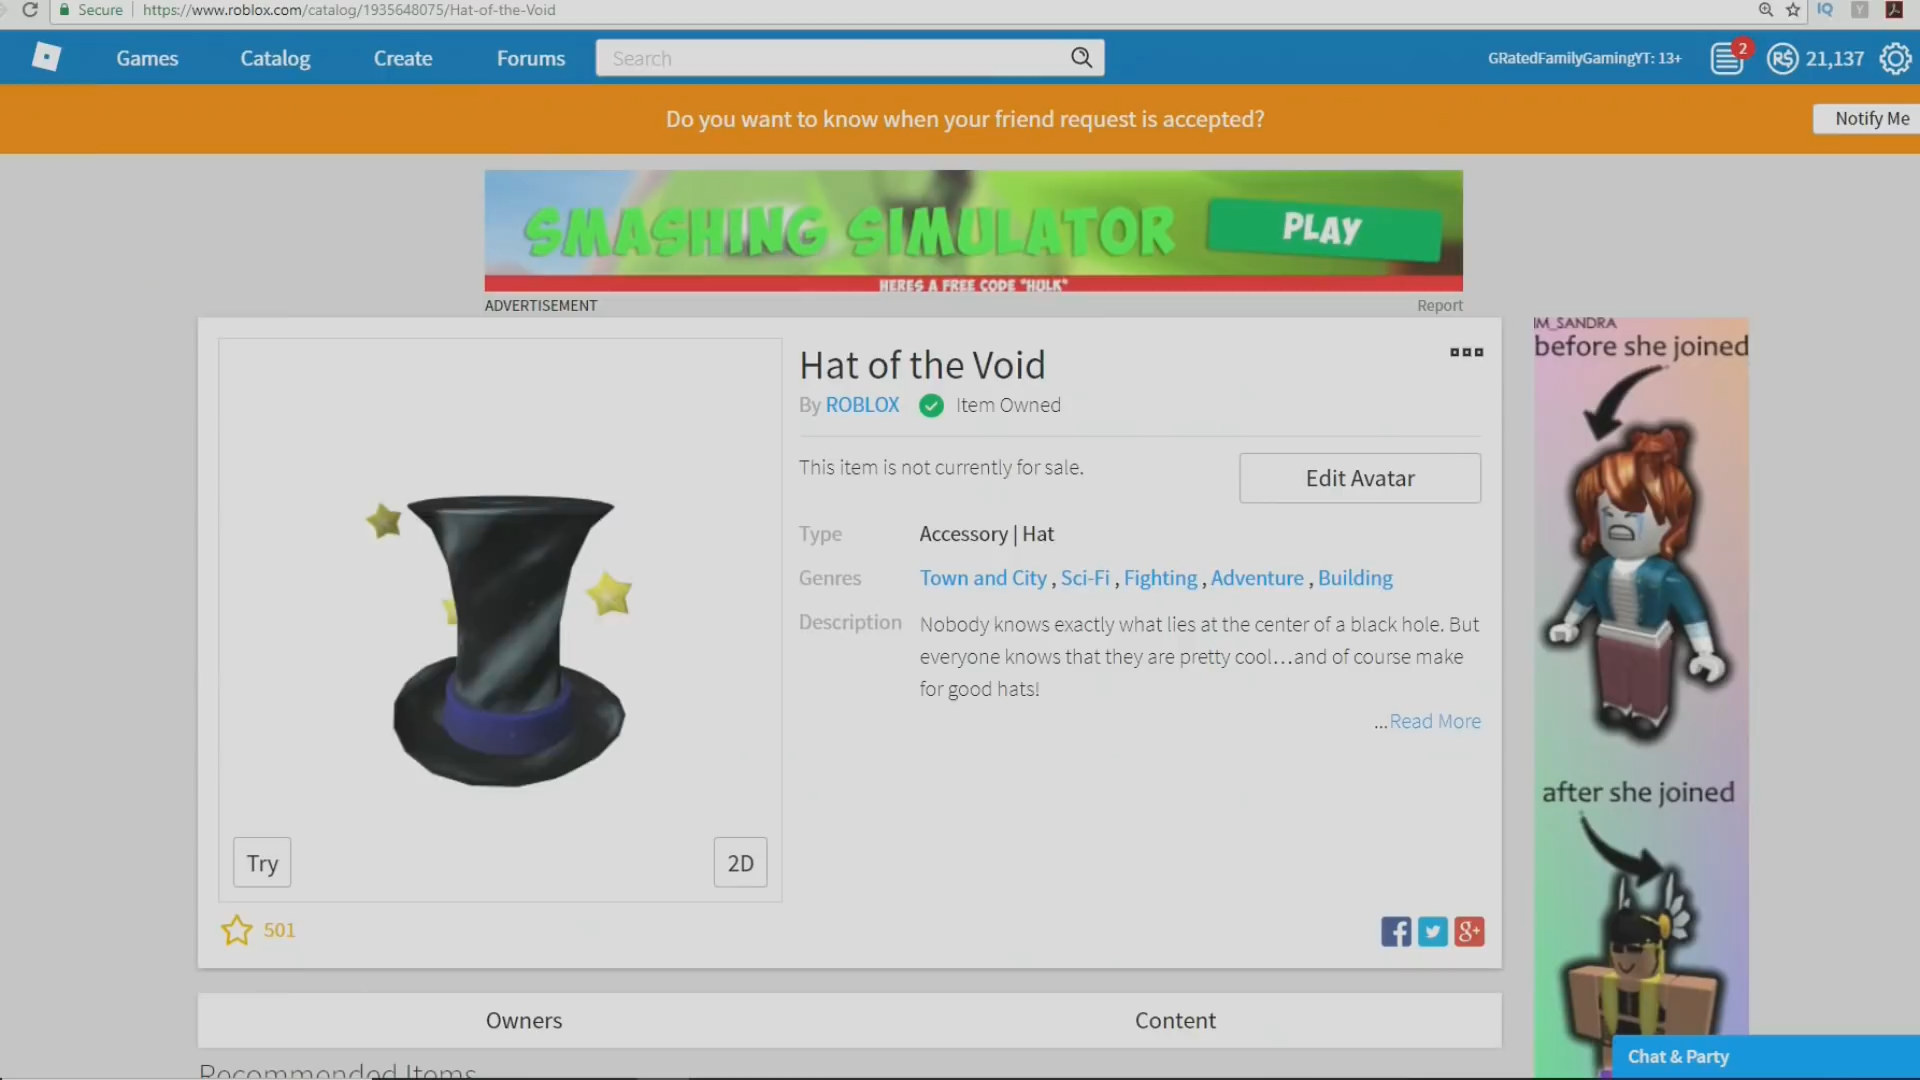 Secure https://www.roblox.com/catalog/1935648075/Hat-of-the-Void
IQ Y
Games Catalog Create Forums Search GRatedFamilyGamingYT: 13+ 2 R$ 21,137
Do you want to know when your friend request is accepted? Notify Me
SMASHING SIMULATOR PLAY
HERES A FREE CODE "HULK"
ADVERTISEMENT Report
Hat of the Void
By ROBLOX Item Owned
This item is not currently for sale. Edit Avatar
Type Accessory | Hat
Genres Town and City , Sci-Fi , Fighting , Adventure , Building
Description Nobody knows exactly what lies at the center of a black hole. But
everyone knows that they are pretty cool…and of course make
for good hats!
...Read More
Try 2D
501
f g+
IM_SANDRA
before she joined
after she joined
Owners Content
Recommended Items
Chat & Party